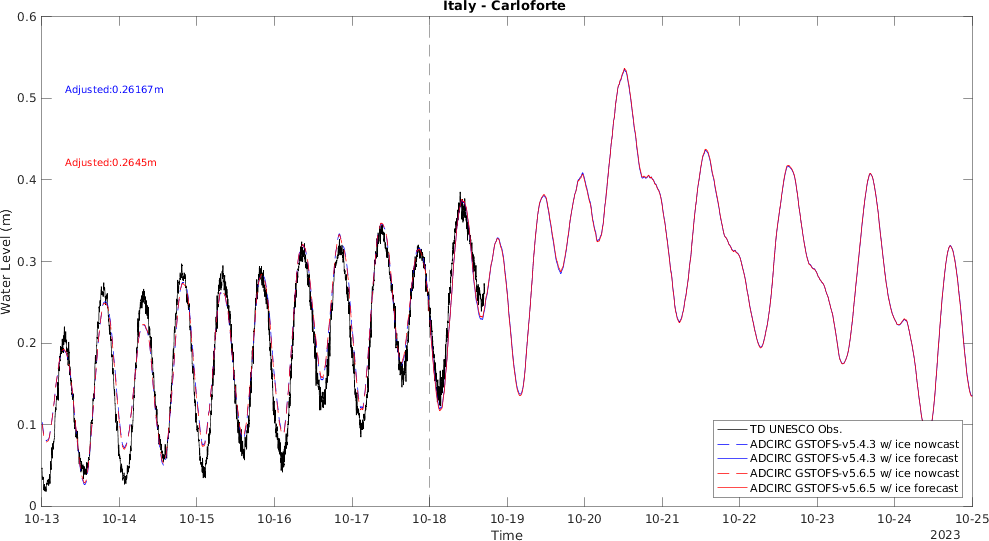 Italy - Carloforte
0.6
0.5
0.4
0.3
0.2
0.1
0
Water Level (m)
Adjusted:0.26167m
Adjusted:0.2645m
TD UNESCO Obs.
ADCIRC GSTOFS-v5.4.3 w/ ice nowcast
ADCIRC GSTOFS-v5.4.3 w/ ice forecast
ADCIRC GSTOFS-v5.6.5 w/ ice nowcast
ADCIRC GSTOFS-v5.6.5 w/ ice forecast
10-13 10-14 10-15 10-16 10-17 10-18 10-19 10-20 10-21 10-22 10-23 10-24 10-25
Time
2023